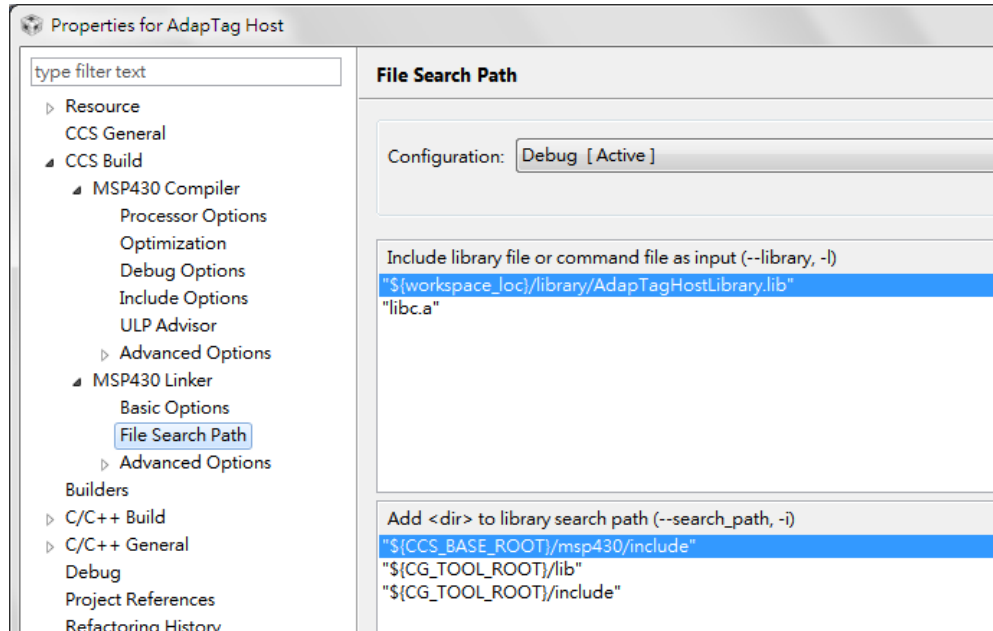 Properties for AdapTag Host
type filter text
Resource
CCS General
CCS Build
MSP430 Compiler
Processor Options
Optimization
Debug Options
Include Options
ULP Advisor
Advanced Options
MSP430 Linker
Basic Options
File Search Path
Advanced Options
Builders
C/C++ Build
C/C++ General
Debug
Project References
Refactoring History
File Search Path
Configuration: Debug [ Active ]
Include library file or command file as input (--library, -l)
"${workspace_loc}/library/AdapTagHostLibrary.lib"
"libc.a"
Add <dir> to library search path (--search_path, -i)
"${CCS_BASE_ROOT}/msp430/include"
"${CG_TOOL_ROOT}/lib"
"${CG_TOOL_ROOT}/include"